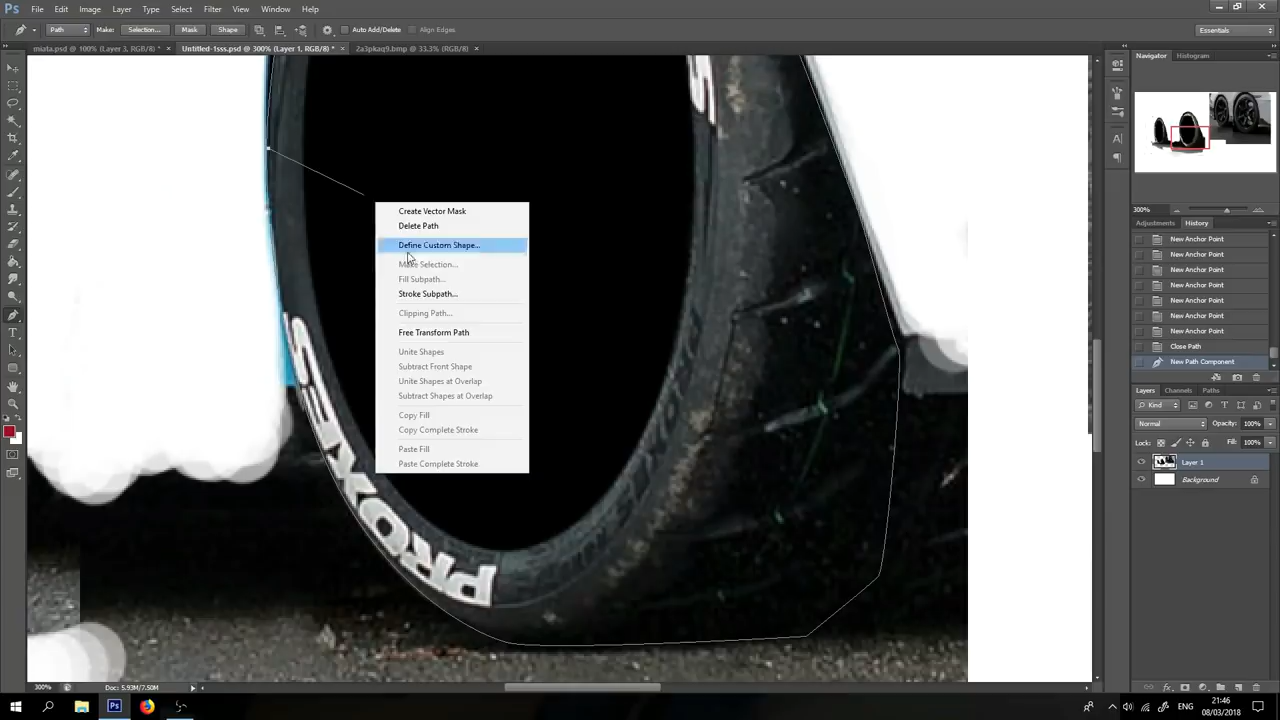 Ps File Edit Image Layer Type Select Filter View Window Help
Path Make: Selection... Mask Shape Auto Add/Delete Align Edges Essentials
miata.psd @ 100% (Layer 3, RGB/8) * × Untitled-1sss.psd @ 300% (Layer 1, RGB/8) * × 2a3pkaq9.bmp @ 33.3% (RGB/8) ×
Navigator Histogram
300%
Adjustments History
New Anchor Point
New Anchor Point
New Anchor Point
New Anchor Point
New Anchor Point
New Anchor Point
New Anchor Point
Close Path
New Path Component
Layers Channels Paths
Kind
Normal Opacity: 100%
Lock: Fill: 100%
Layer 1
Background
Create Vector Mask
Delete Path
Define Custom Shape...
Make Selection...
Fill Subpath...
Stroke Subpath...
Clipping Path...
Free Transform Path
Unite Shapes
Subtract Front Shape
Unite Shapes at Overlap
Subtract Shapes at Overlap
Copy Fill
Copy Complete Stroke
Paste Fill
Paste Complete Stroke
300% Doc: 5.93M/7.50M
Ps ENG 21:46
08/03/2018